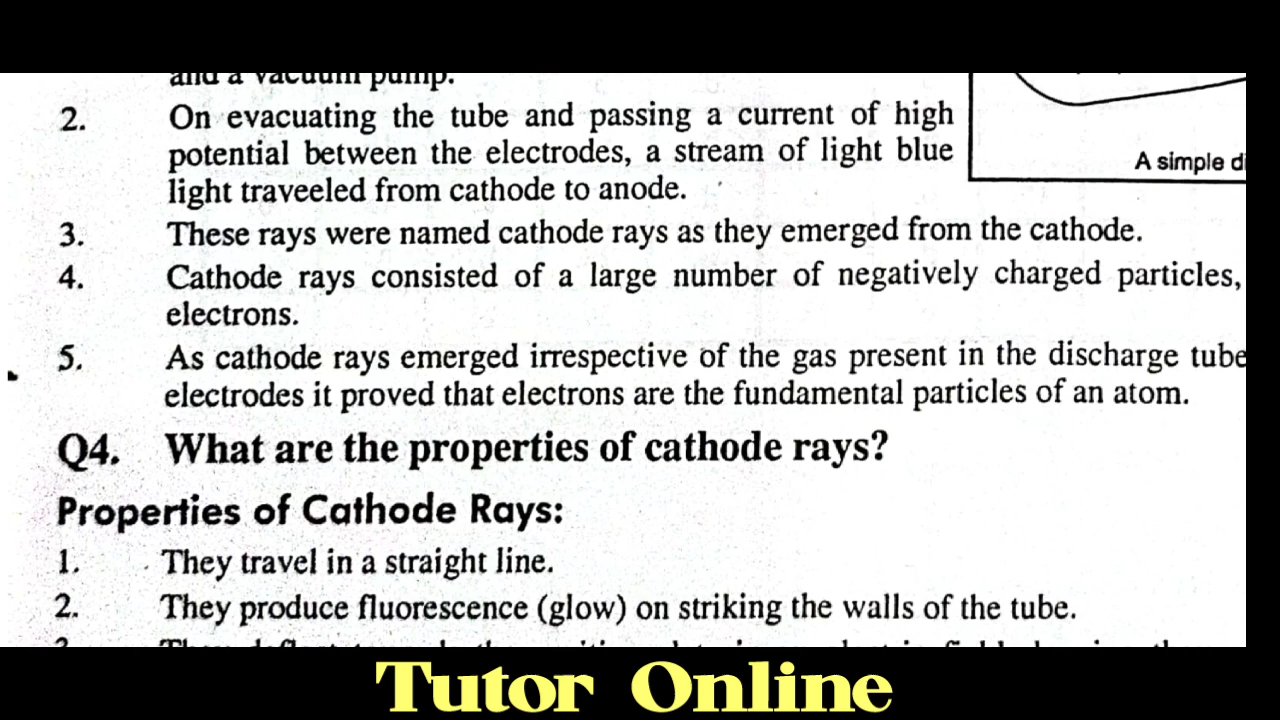 and a vacuum pump.
2. On evacuating the tube and passing a current of high
potential between the electrodes, a stream of light blue
light traveeled from cathode to anode.
A simple di
3. These rays were named cathode rays as they emerged from the cathode.
4. Cathode rays consisted of a large number of negatively charged particles,
electrons.
5. As cathode rays emerged irrespective of the gas present in the discharge tube
electrodes it proved that electrons are the fundamental particles of an atom.
Q4. What are the properties of cathode rays?
Properties of Cathode Rays:
1. They travel in a straight line.
2. They produce fluorescence (glow) on striking the walls of the tube.
Tutor Online